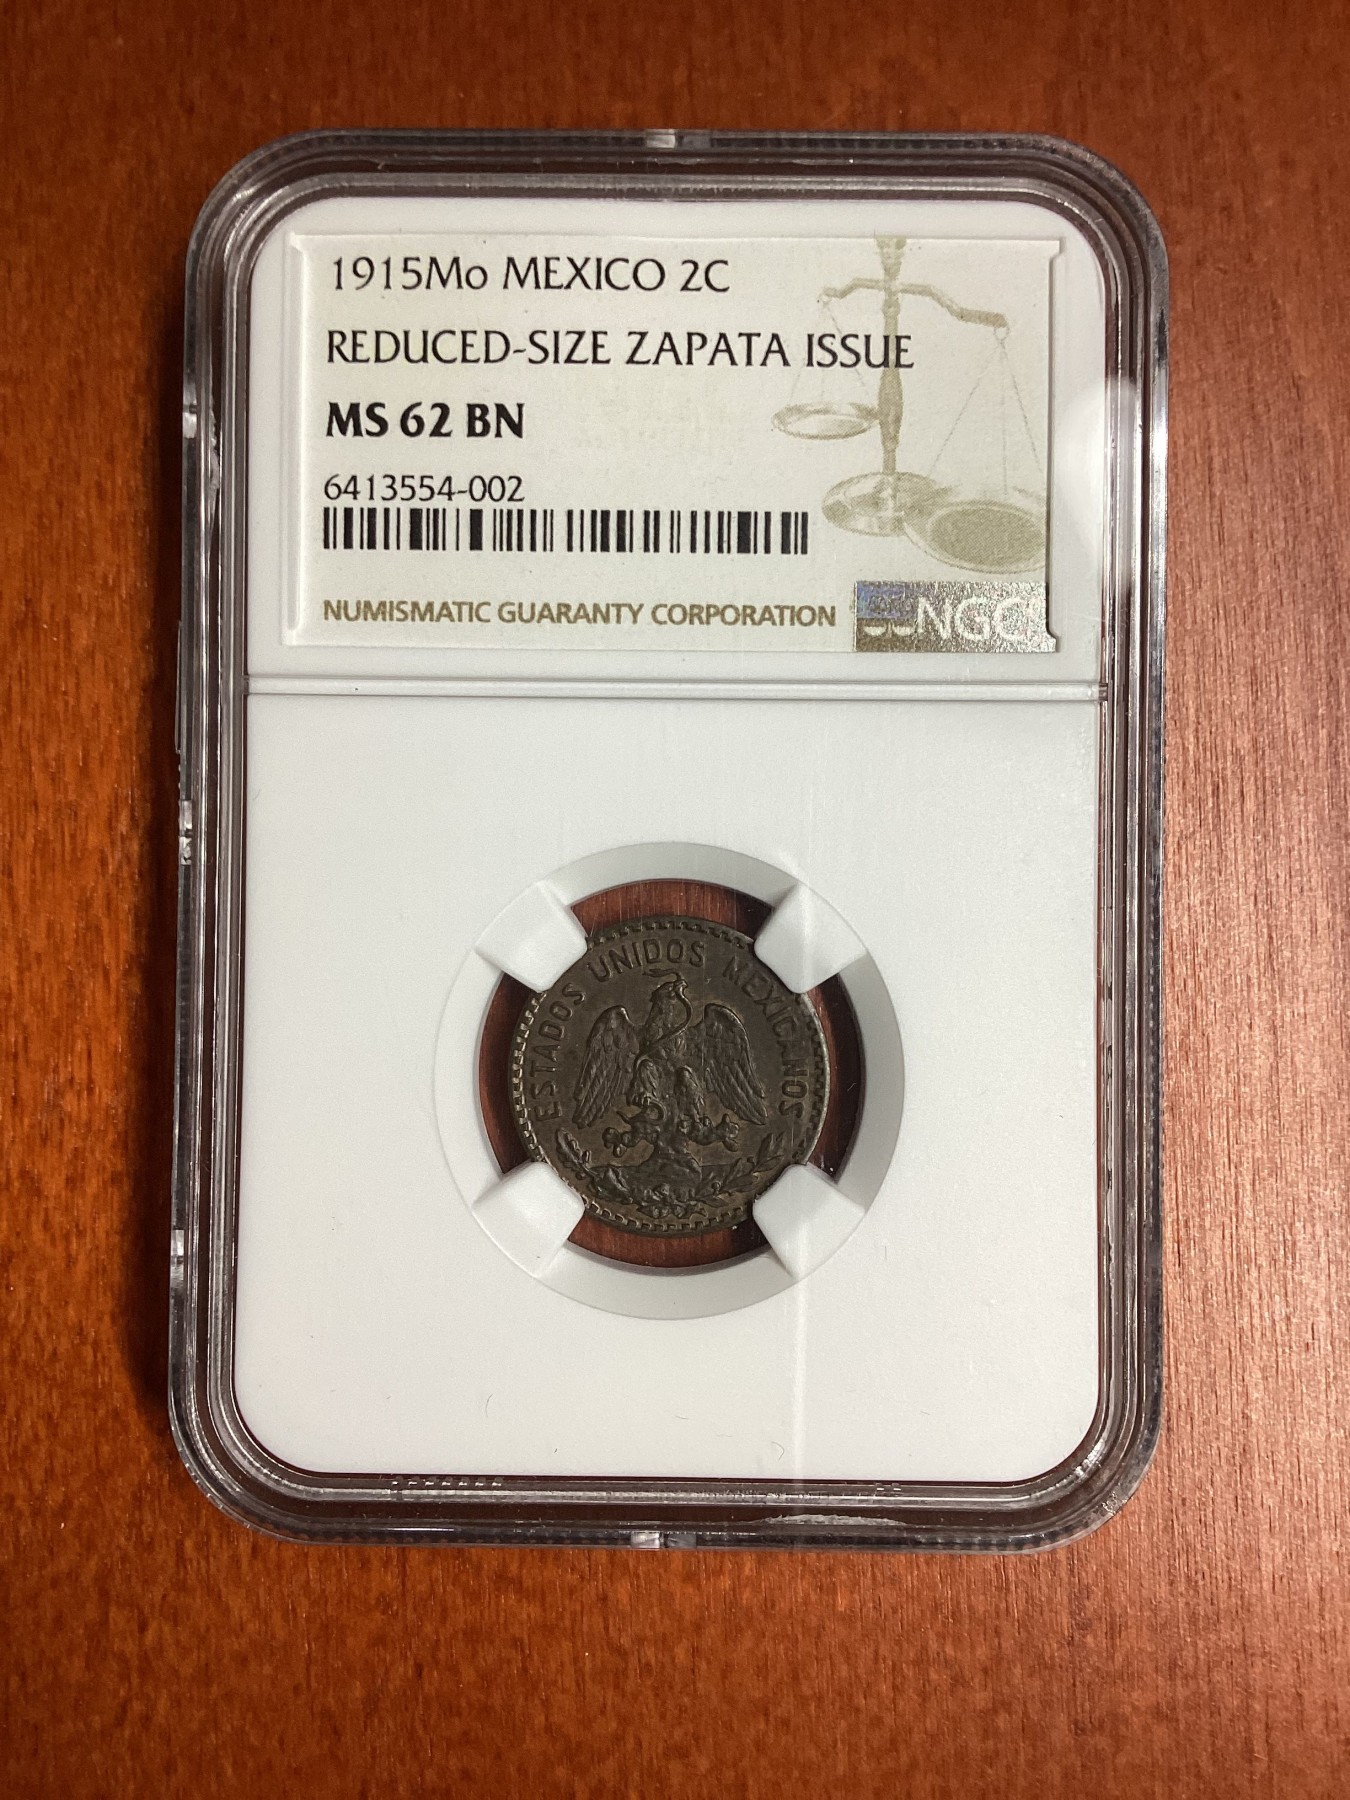 1915Mo MEXICO 2C
REDUCED-SIZE ZAPATA ISSUE
MS 62 BN
6413554-002
NUMISMATIC GUARANTY CORPORATION
NGC
ESTADOS UNIDOS MEXICANOS